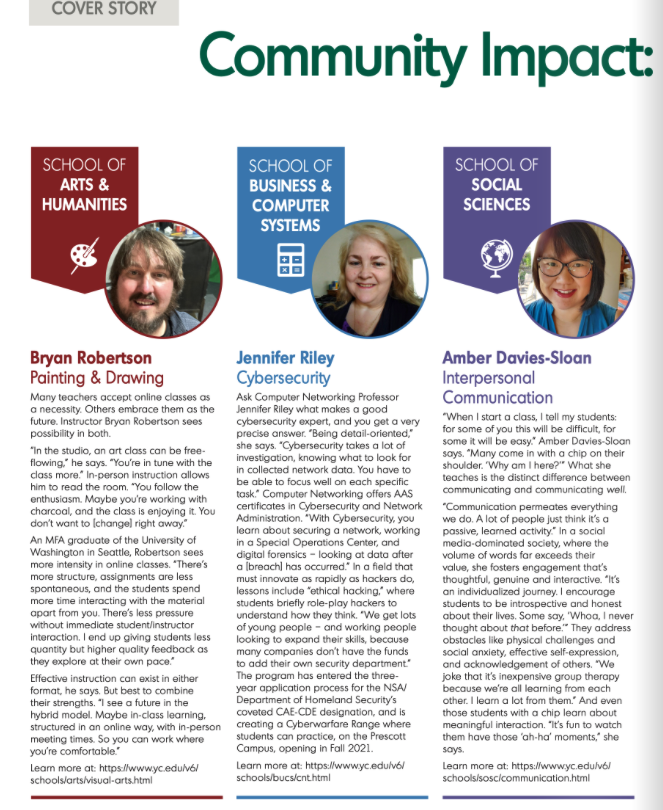 COVER STORY
Community Impact:
SCHOOL OF
ARTS &
HUMANITIES
Bryan Robertson
Painting & Drawing
Many teachers accept online classes as
a necessity. Others embrace them as the
future. Instructor Bryan Robertson sees
possibility in both.
"In the studio, an art class can be free-
flowing," he says. "You're in tune with the
class more." In-person instruction allows
him to read the room. "You follow the
enthusiasm. Maybe you're working with
charcoal, and the class is enjoying it. You
don't want to [change] right away."
An MFA graduate of the University of
Washington in Seattle, Robertson sees
more intensity in online classes. "There's
more structure, assignments are less
spontaneous, and the students spend
more time interacting with the material
apart from you. There's less pressure
without immediate student/instructor
interaction. I end up giving students less
quantity but higher quality feedback as
they explore at their own pace."
Effective instruction can exist in either
format, he says. But best to combine
their strengths. "I see a future in the
hybrid model. Maybe in-class learning,
structured in an online way, with in-person
meeting times. So you can work where
you're comfortable."
Learn more at: https://www.yc.edu/v6/
schools/arts/visual-arts.html
SCHOOL OF
BUSINESS &
COMPUTER
SYSTEMS
Jennifer Riley
Cybersecurity
Ask Computer Networking Professor
Jennifer Riley what makes a good
cybersecurity expert, and you get a very
precise answer. "Being detail-oriented,"
she says. "Cybersecurity takes a lot of
investigation, knowing what to look for
in collected network data. You have to
be able to focus well on each specific
task." Computer Networking offers AAS
certificates in Cybersecurity and Network
Administration. "With Cybersecurity, you
learn about securing a network, working
in a Special Operations Center, and
digital forensics – looking at data after
a [breach] has occurred." In a field that
must innovate as rapidly as hackers do,
lessons include "ethical hacking," where
students briefly role-play hackers to
understand how they think. "We get lots
of young people – and working people
looking to expand their skills, because
many companies don't have the funds
to add their own security department."
The program has entered the three-
year application process for the NSA/
Department of Homeland Security's
coveted CAE-CDE designation, and is
creating a Cyberwarfare Range where
students can practice, on the Prescott
Campus, opening in Fall 2021.
Learn more at: https://www.yc.edu/v6/
schools/bucs/cnt.html
SCHOOL OF
SOCIAL
SCIENCES
Amber Davies-Sloan
Interpersonal
Communication
"When I start a class, I tell my students:
for some of you this will be difficult, for
some it will be easy." Amber Davies-Sloan
says. "Many come in with a chip on their
shoulder. 'Why am I here?'" What she
teaches is the distinct difference between
communicating and communicating well.
"Communication permeates everything
we do. A lot of people just think it's a
passive, learned activity." In a social
media-dominated society, where the
volume of words far exceeds their
value, she fosters engagement that's
thoughtful, genuine and interactive. "It's
an individualized journey. I encourage
students to be introspective and honest
about their lives. Some say, 'Whoa, I never
thought about that before.'" They address
obstacles like physical challenges and
social anxiety, effective self-expression,
and acknowledgement of others. "We
joke that it's inexpensive group therapy
because we're all learning from each
other. I learn a lot from them." And even
those students with a chip learn about
meaningful interaction. "It's fun to watch
them have those 'ah-ha' moments," she
says.
Learn more at: https://www.yc.edu/v6/
schools/sosc/communication.html